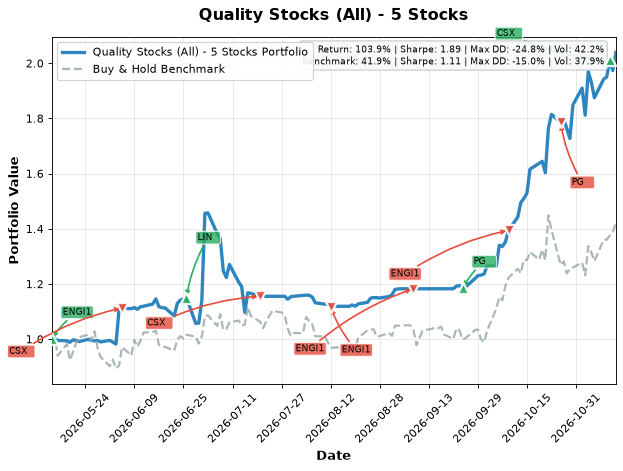 Quality Stocks (All) - 5 Stocks
CSX
Quality Stocks (All) - 5 Stocks Portfolio
Buy & Hold Benchmark
Return: 103.9% | Sharpe: 1.89 | Max DD: -24.8% | Vol: 42.2%
Benchmark: 41.9% | Sharpe: 1.11 | Max DD: -15.0% | Vol: 37.9%
Portfolio Value
2.0
1.8
1.6
1.4
1.2
1.0
PG
LIN
PG
ENGI1
ENGI1
CSX
CSX
ENGI1
ENGI1
2026-05-24
2026-06-09
2026-06-25
2026-07-11
2026-07-27
2026-08-12
2026-08-28
2026-09-13
2026-09-29
2026-10-15
2026-10-31
Date